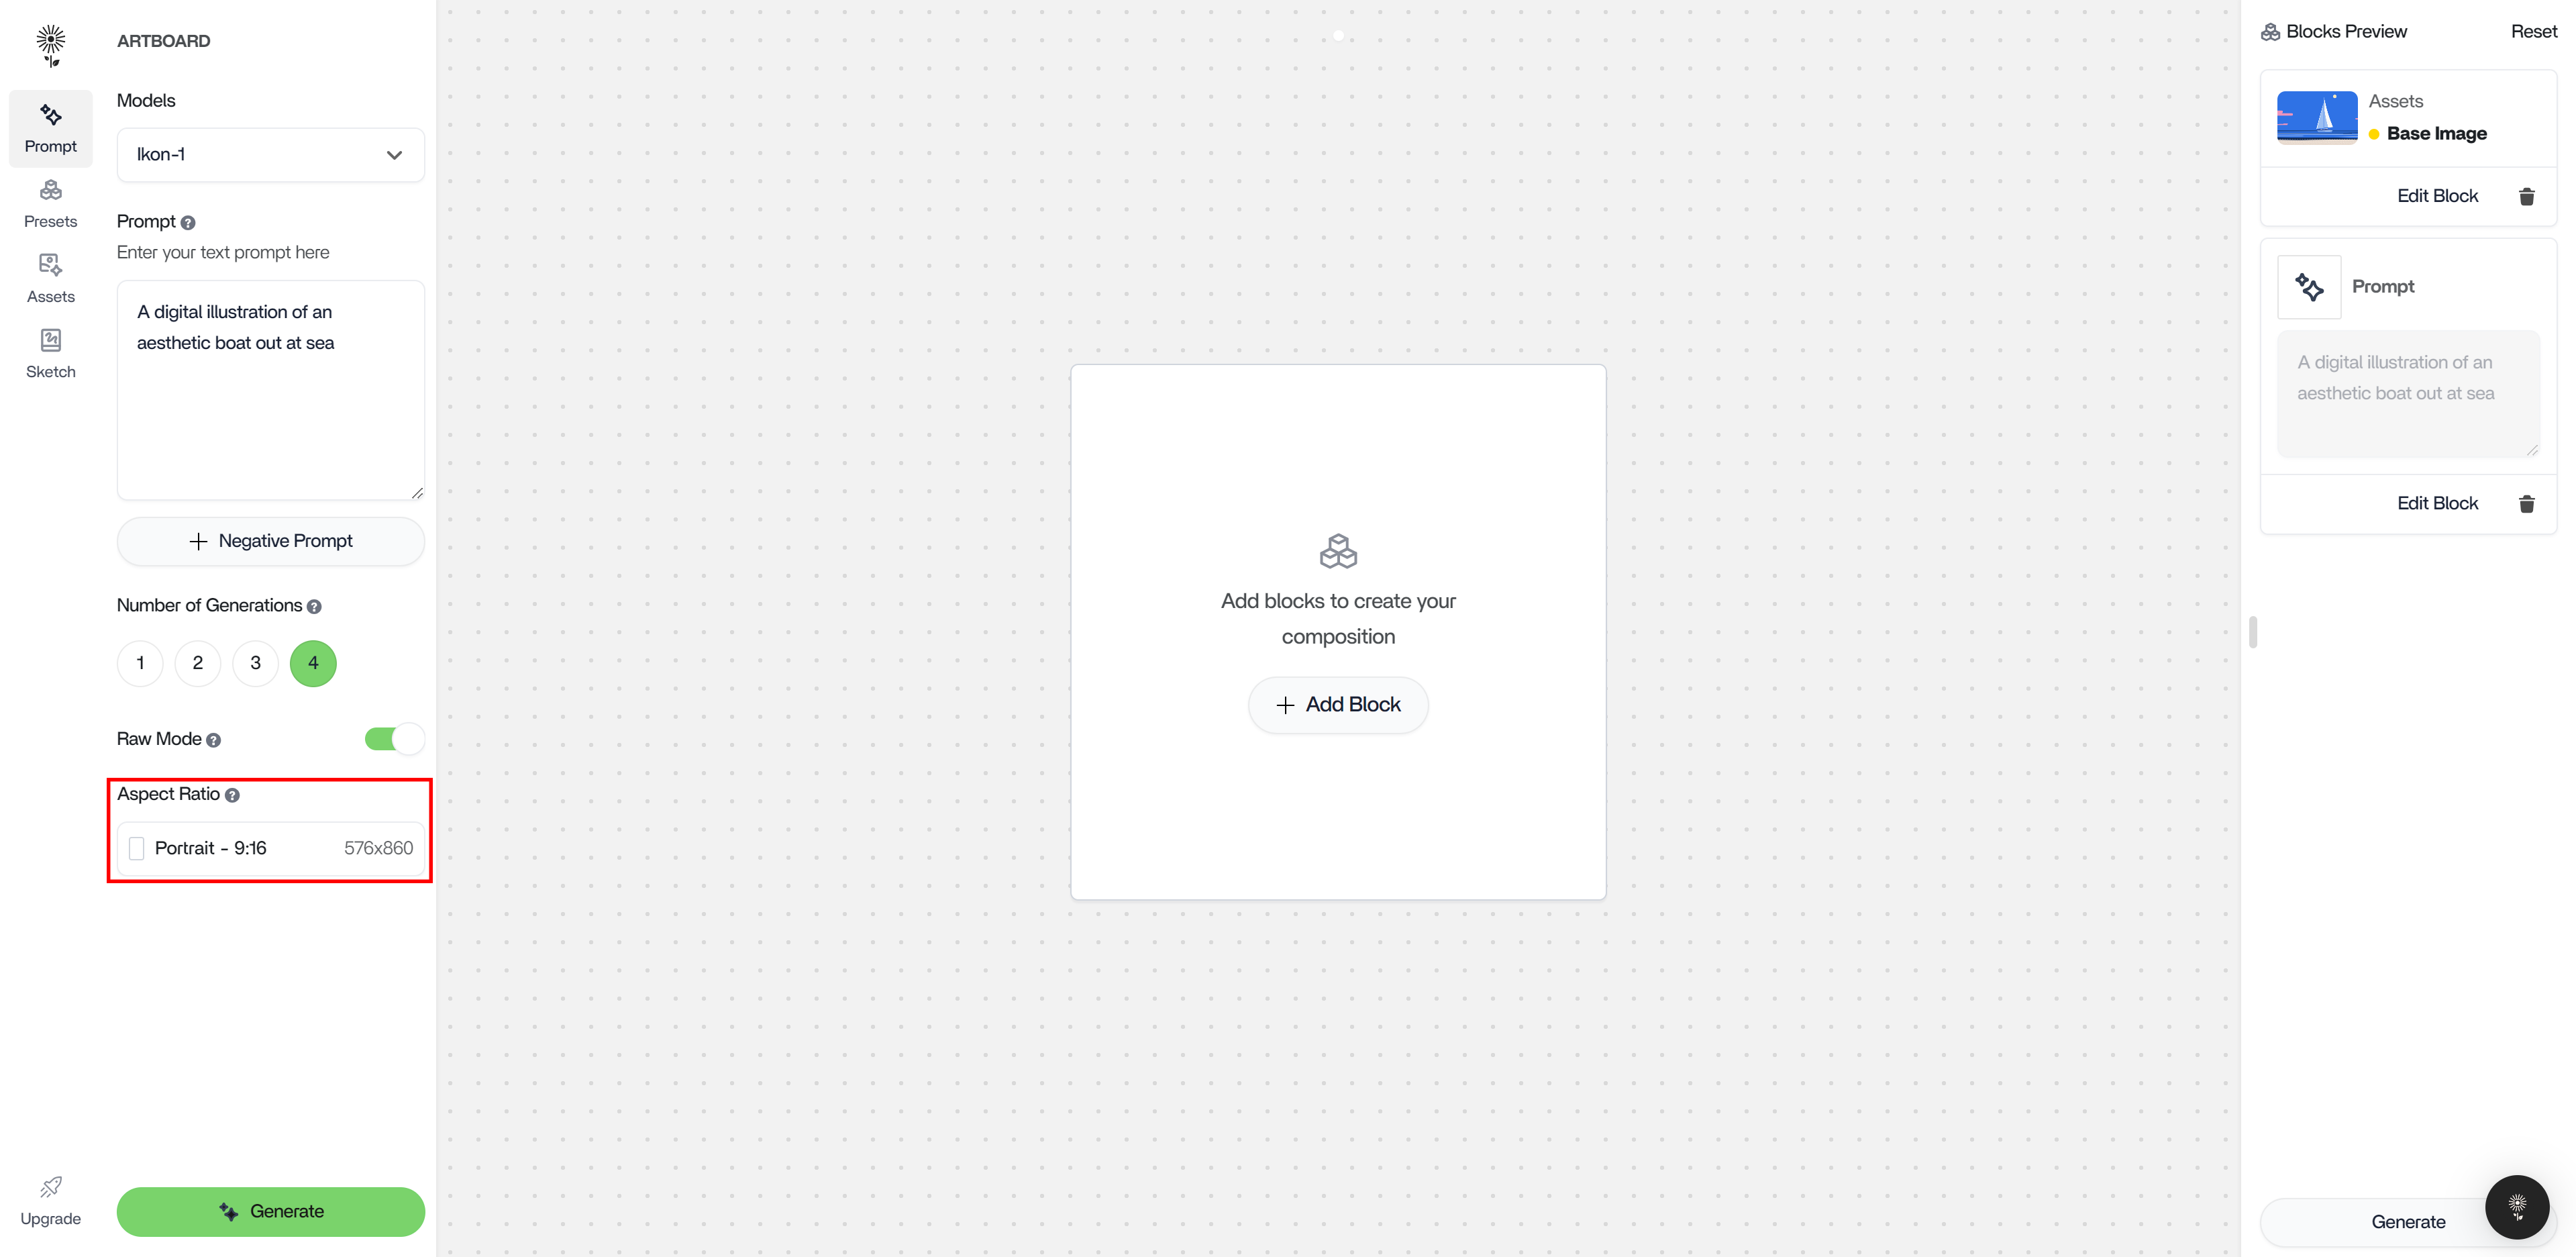 ARTBOARD
Prompt
Presets
Assets
Sketch
Upgrade
Models
Ikon-1
Prompt ?
Enter your text prompt here
A digital illustration of an
aesthetic boat out at sea
+ Negative Prompt
Number of Generations ?
1 2 3 4
Raw Mode ?
Aspect Ratio ?
Portrait - 9:16 576x860
Generate
Add blocks to create your
composition
+ Add Block
Blocks Preview Reset
Assets
Base Image
Edit Block
Prompt
A digital illustration of an
aesthetic boat out at sea
Edit Block
Generate